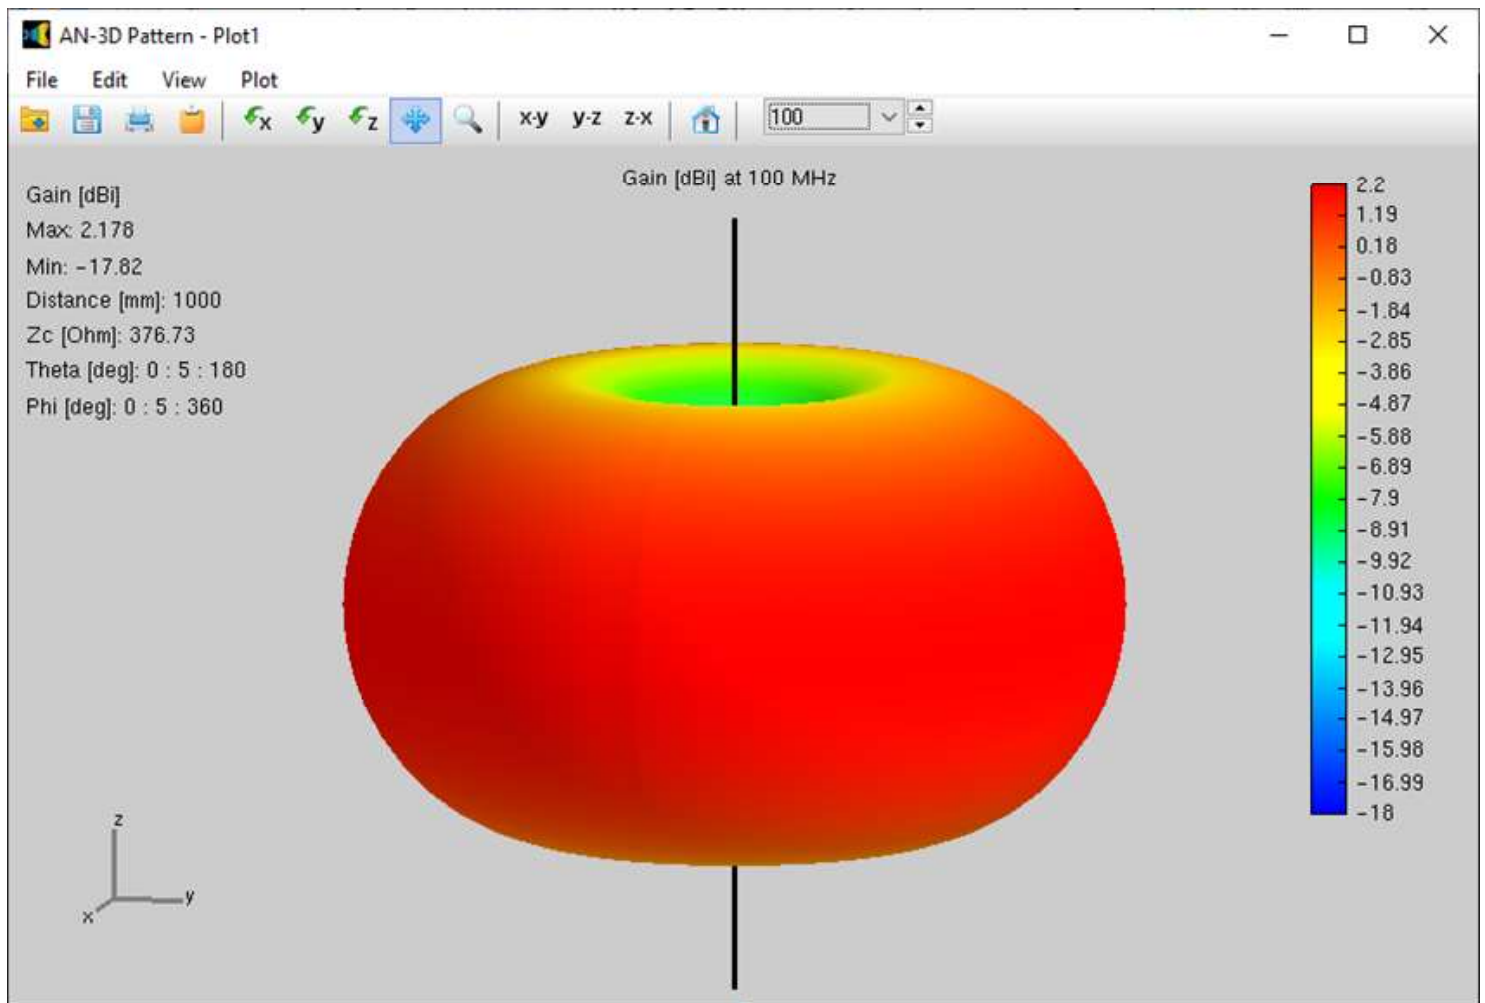 AN-3D Pattern - Plot1
File Edit View Plot
x y z x-y y-z z-x 100
Gain [dBi] at 100 MHz
Gain [dBi]
Max: 2.178
Min: -17.82
Distance [mm]: 1000
Zc [Ohm]: 376.73
Theta [deg]: 0 : 5 : 180
Phi [deg]: 0 : 5 : 360
2.2
1.19
0.18
-0.83
-1.84
-2.85
-3.86
-4.87
-5.88
-6.89
-7.9
-8.91
-9.92
-10.93
-11.94
-12.95
-13.96
-14.97
-15.98
-16.99
-18
z
y
x